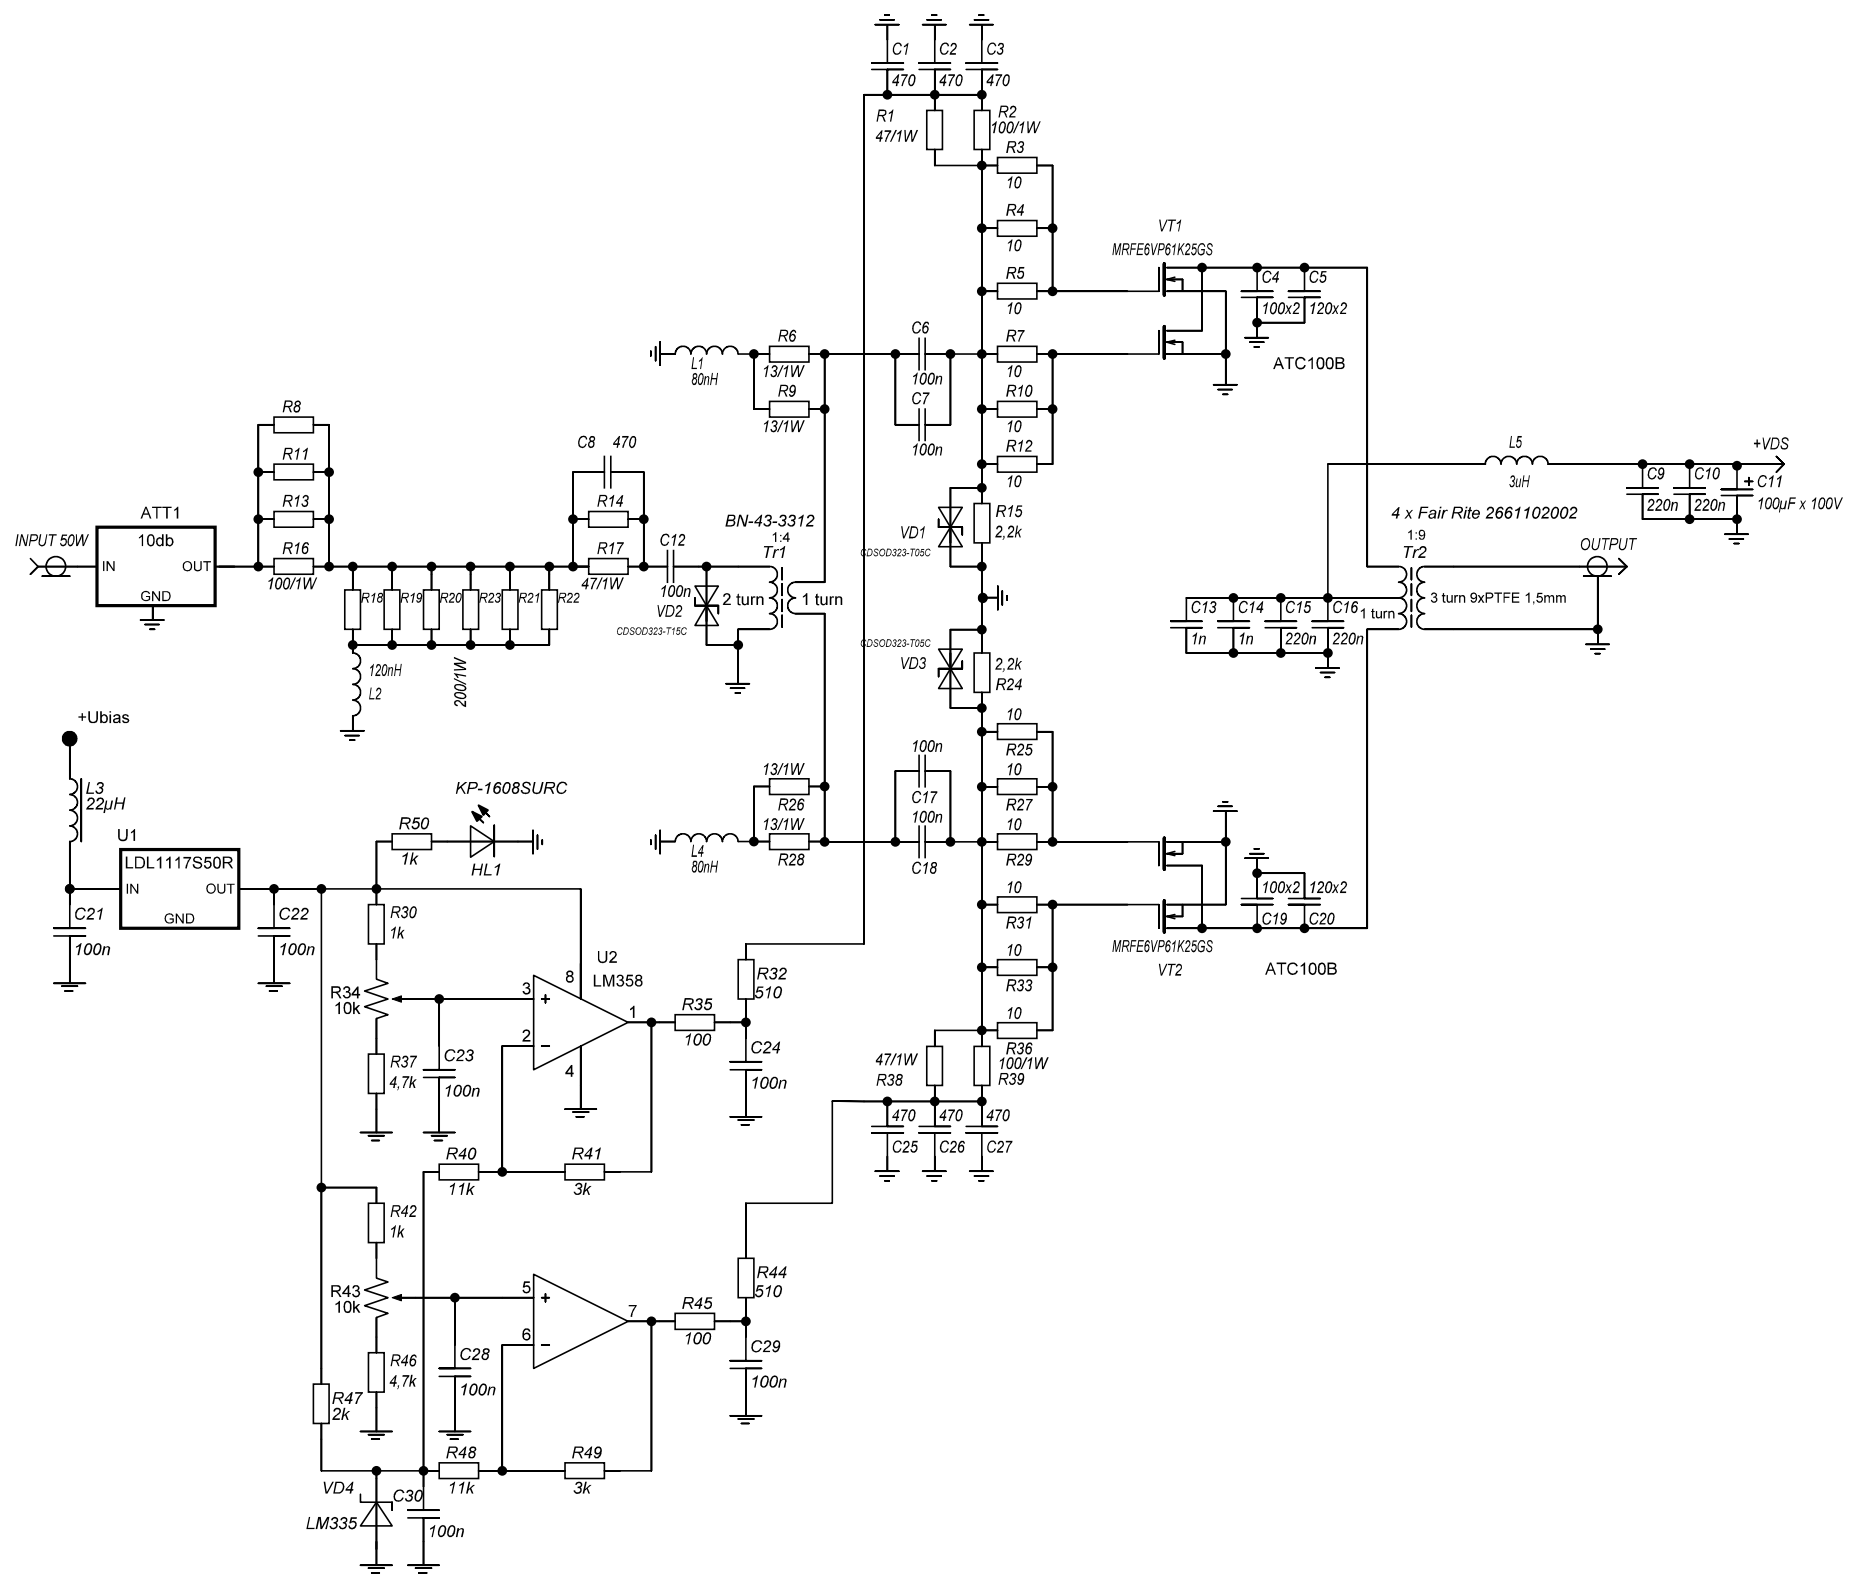 C1
470
C2
470
C3
470
R1
47/1W
R2
100/1W
R3
10
R4
10
R5
10
VT1
MRFE6VP61K25GS
C4
100x2
C5
120x2
ATC100B
L1
80nH
R6
13/1W
R9
13/1W
C6
100n
C7
100n
R7
10
R10
10
R12
10
R8
R11
R13
R16
100/1W
ATT1
10db
IN
OUT
GND
INPUT 50W
C8
470
R14
R17
47/1W
C12
100n
BN-43-3312
1:4
Tr1
2 turn
1 turn
VD2
CDSOD323-T15C
R18
R19
R20
R23
R21
R22
200/1W
120nH
L2
VD1
CDSOD323-T05C
R15
2,2k
CDSOD323-T05C
VD3
2,2k
R24
L5
3uH
+VDS
C9
220n
C10
220n
+
C11
100µF x 100V
4 x Fair Rite 2661102002
1:9
Tr2
OUTPUT
1 turn
3 turn 9xPTFE 1,5mm
C13
1n
C14
1n
C15
220n
C16
220n
+Ubias
L3
22µH
U1
LDL1117S50R
IN
OUT
GND
C21
100n
C22
100n
R50
1k
KP-1608SURC
HL1
L4
80nH
13/1W
R26
13/1W
R28
100n
C17
100n
C18
10
R25
10
R27
10
R29
10
R31
10
R33
10
R36
MRFE6VP61K25GS
VT2
100x2
C19
120x2
C20
ATC100B
R30
1k
R34
10k
R37
4,7k
C23
100n
U2
LM358
8
3
+
2
−
1
4
R35
100
R32
510
C24
100n
47/1W
R38
100/1W
R39
470
C25
470
C26
470
C27
R40
11k
R41
3k
R42
1k
R43
10k
R46
4,7k
C28
100n
5
+
6
−
7
R45
100
R44
510
C29
100n
R47
2k
R48
11k
R49
3k
VD4
LM335
C30
100n